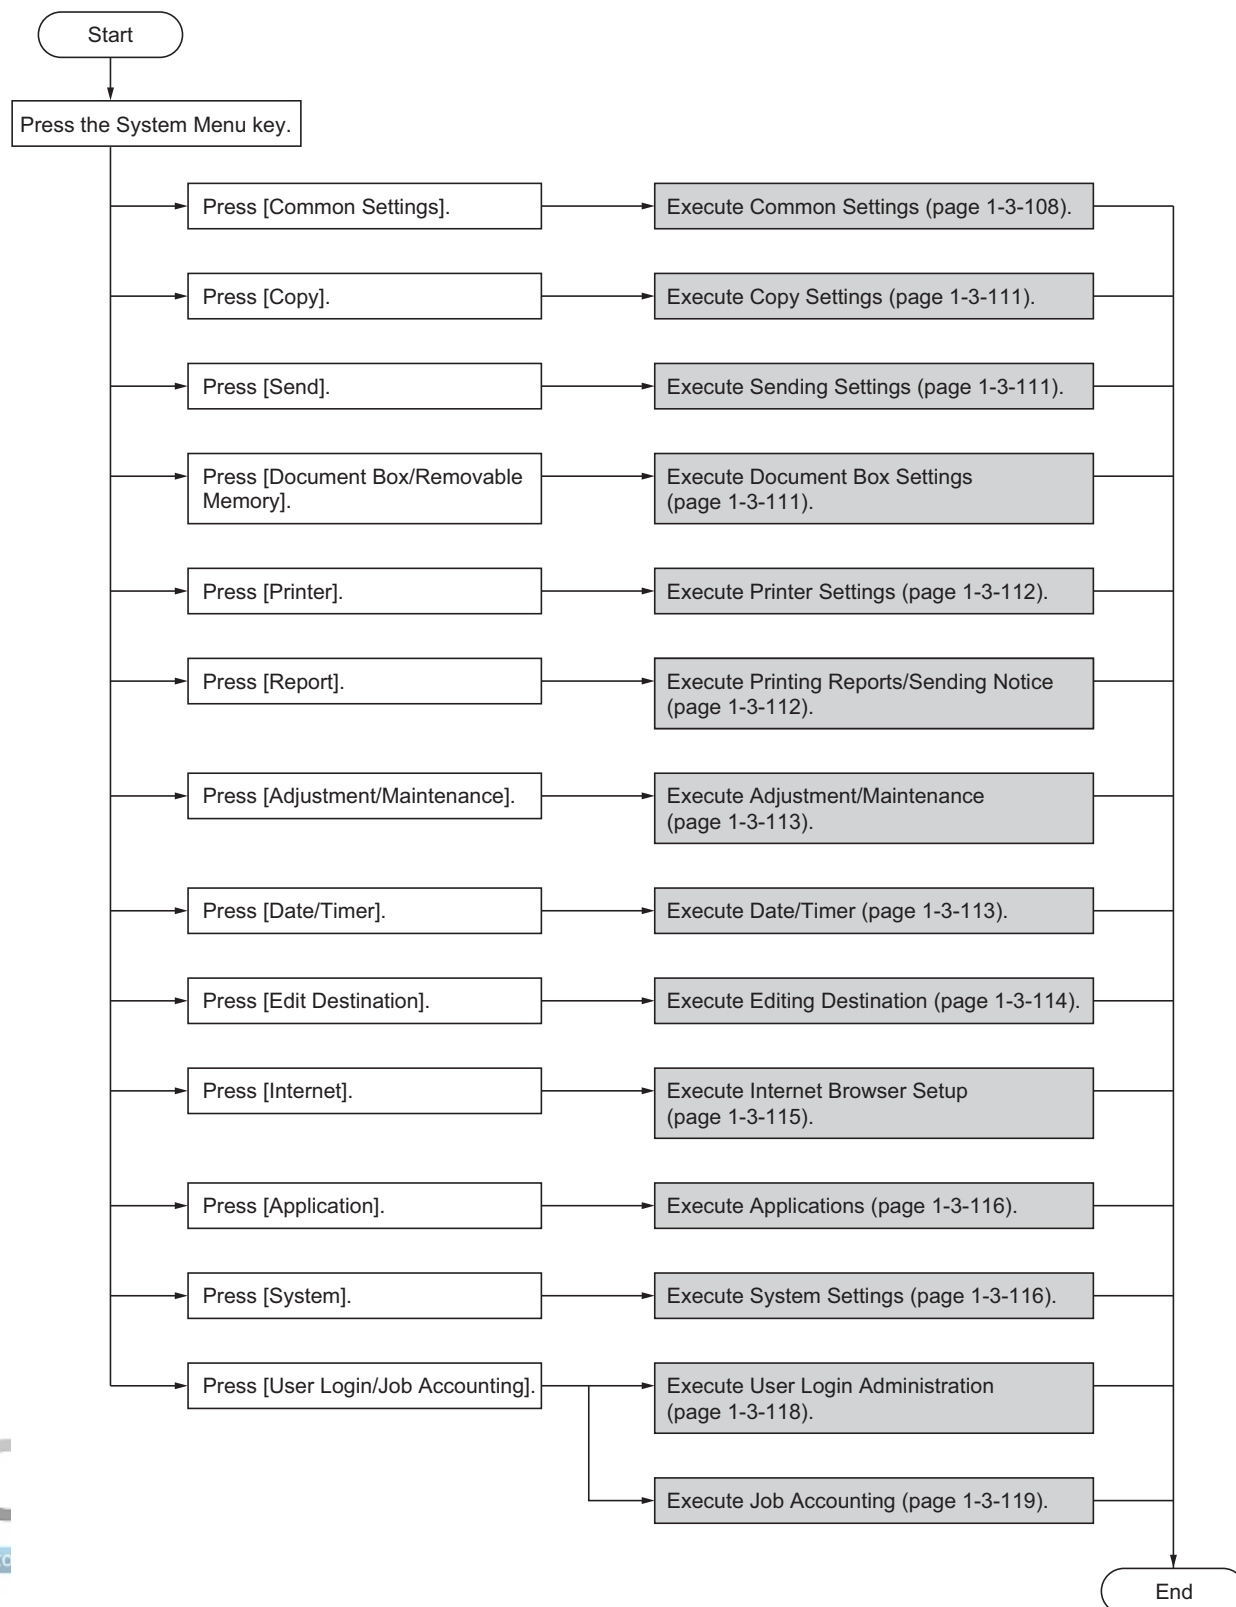 Start
Press the System Menu key.
Press [Common Settings].
Execute Common Settings (page 1-3-108).
Press [Copy].
Execute Copy Settings (page 1-3-111).
Press [Send].
Execute Sending Settings (page 1-3-111).
Press [Document Box/Removable
Memory].
Execute Document Box Settings
(page 1-3-111).
Press [Printer].
Execute Printer Settings (page 1-3-112).
Press [Report].
Execute Printing Reports/Sending Notice
(page 1-3-112).
Press [Adjustment/Maintenance].
Execute Adjustment/Maintenance
(page 1-3-113).
Press [Date/Timer].
Execute Date/Timer (page 1-3-113).
Press [Edit Destination].
Execute Editing Destination (page 1-3-114).
Press [Internet].
Execute Internet Browser Setup
(page 1-3-115).
Press [Application].
Execute Applications (page 1-3-116).
Press [System].
Execute System Settings (page 1-3-116).
Press [User Login/Job Accounting].
Execute User Login Administration
(page 1-3-118).
Execute Job Accounting (page 1-3-119).
End